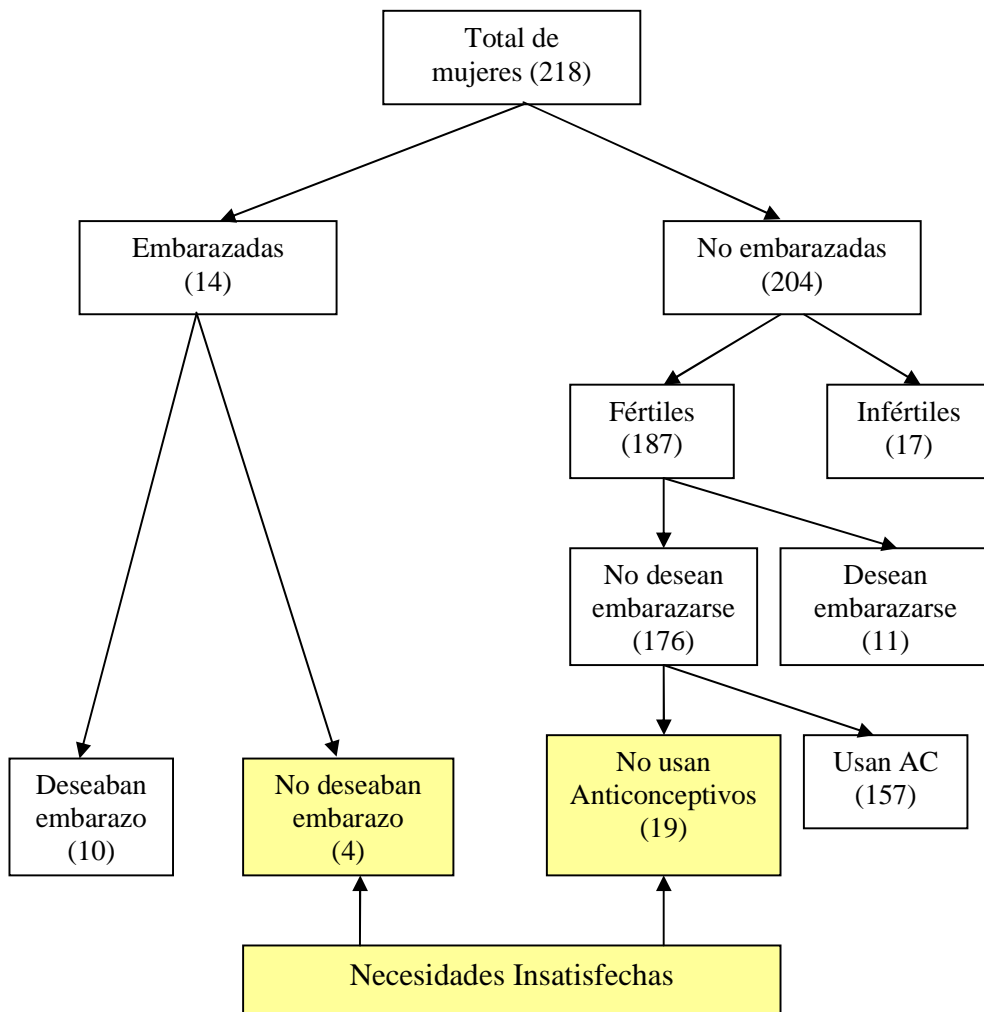 Total de
mujeres (218)
Embarazadas
(14)
No embarazadas
(204)
Fértiles
(187)
Infértiles
(17)
No desean
embarazarse
(176)
Desean
embarazarse
(11)
Deseaban
embarazo
(10)
No deseaban
embarazo
(4)
No usan
Anticonceptivos
(19)
Usan AC
(157)
Necesidades Insatisfechas